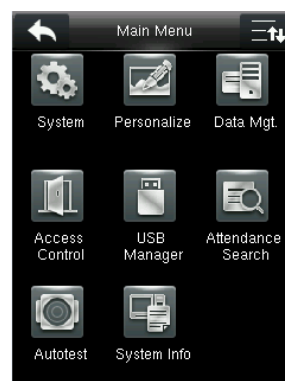 Main Menu
System
Personalize
Data Mgt.
Access
Control
USB
Manager
Attendance
Search
Autotest
System Info